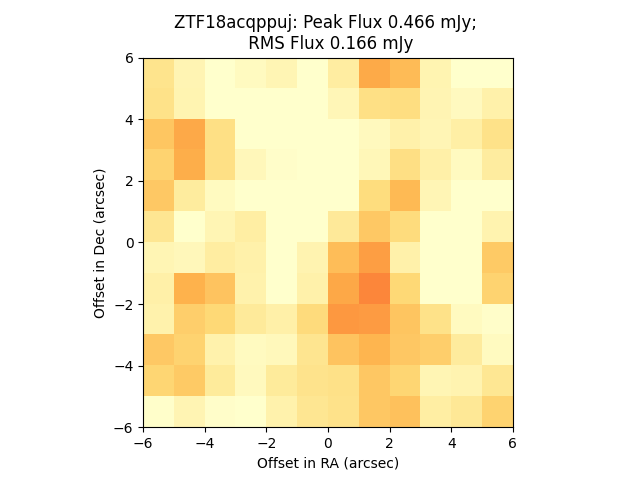 ZTF18acqppuj: Peak Flux 0.466 mJy;
RMS Flux 0.166 mJy
6
4
2
0
−2
−4
−6
Offset in Dec (arcsec)
−6 −4 −2 0 2 4 6
Offset in RA (arcsec)